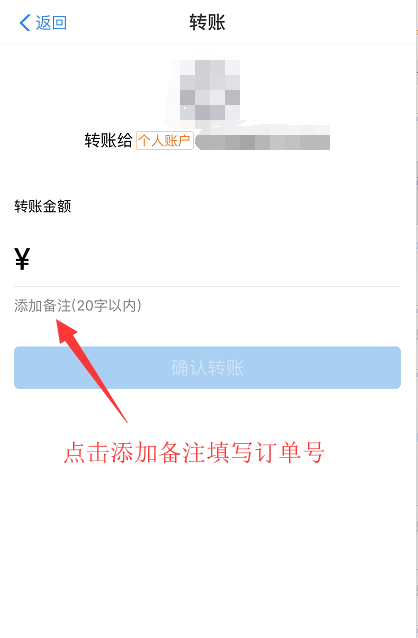 返回
转账
转账给 个人账户
转账金额
¥
添加备注(20字以内)
确认转账
点击添加备注填写订单号